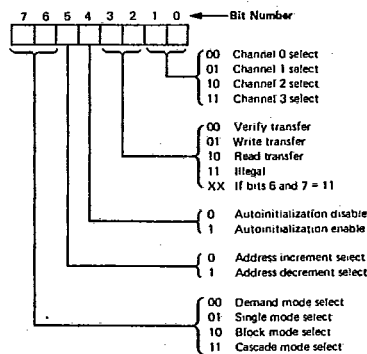 7 6 5 4 3 2 1 0 Bit Number
00 Channel 0 select
01 Channel 1 select
10 Channel 2 select
11 Channel 3 select
00 Verify transfer
01 Write transfer
10 Read transfer
11 Illegal
XX If bits 6 and 7 = 11
0 Autoinitialization disable
1 Autoinitialization enable
0 Address increment select
1 Address decrement select
00 Demand mode select
01 Single mode select
10 Block mode select
11 Cascade mode select